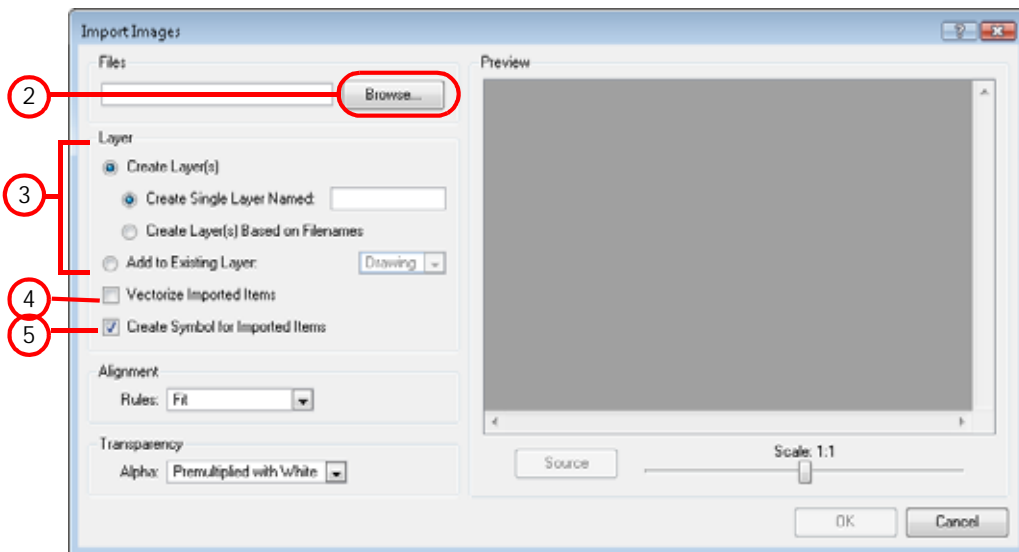 Import Images
Files
2
Browse...
Layer
3
Create Layer(s)
Create Single Layer Named:
Create Layer(s) Based on Filenames
Add to Existing Layer:
Drawing
4
Vectorize Imported Items
5
Create Symbol for Imported Items
Alignment
Rules: Fit
Transparency
Alpha: Premultiplied with White
Preview
Source
Scale: 1:1
OK
Cancel